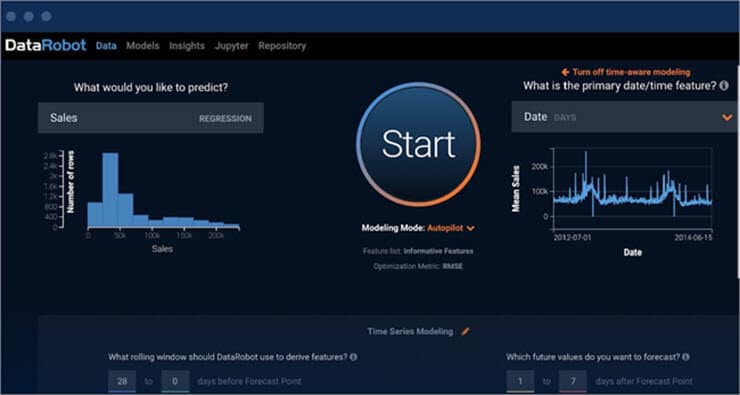 DataRobot Data Models Insights Jupyter Repository
What would you like to predict?
Sales REGRESSION
Number of rows
2.8k
2.4k
2k
1.6k
1.2k
800
400
0
0 50k 100k 150k 200k
Sales
Start
Modeling Mode: Autopilot
Feature list: Informative Features
Optimization Metric: RMSE
Turn off time-aware modeling
What is the primary date/time feature?
Date DAYS
Mean Sales
200k
100k
0
2012-07-01 2014-06-15
Date
Time Series Modeling
What rolling window should DataRobot use to derive features?
28 to 0 days before Forecast Point
Which future values do you want to forecast?
1 to 7 days after Forecast Point